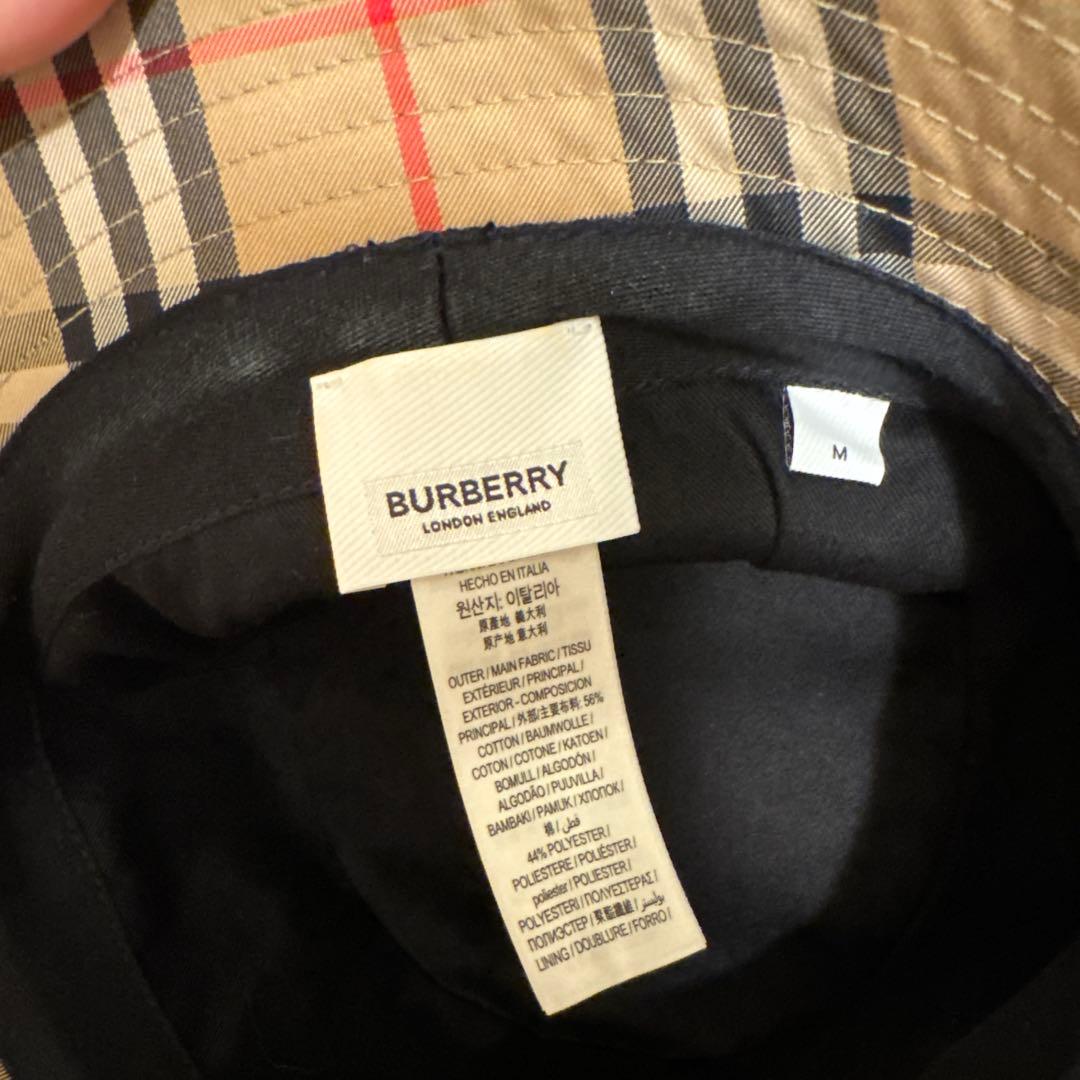 BURBERRY
LONDON ENGLAND
M
HECHO EN ITALIA
원산지: 이탈리아
原產地 義大利
原产地 意大利
OUTER / MAIN FABRIC / TISSU
EXTÉRIEUR / PRINCIPAL /
EXTERIOR - COMPOSICION
PRINCIPAL / 外部/主要布料: 56%
COTTON / BAUMWOLLE /
COTON / COTONE / KATOEN /
BOMULL / ALGODÓN /
ALGODÃO / PUUVILLA /
BAMBAKI / PAMUK / ХЛОПОК /
棉 / قطن
44% POLYESTER /
POLIESTERE / POLIÉSTER /
poliester / POLIESTER /
POLYESTERI / ΠΟΛΥΕΣΤΕΡΑΣ /
ПОЛИЭСТЕР / 聚酯纖維 / بوليستر
LINING / DOUBLURE / FORRO /